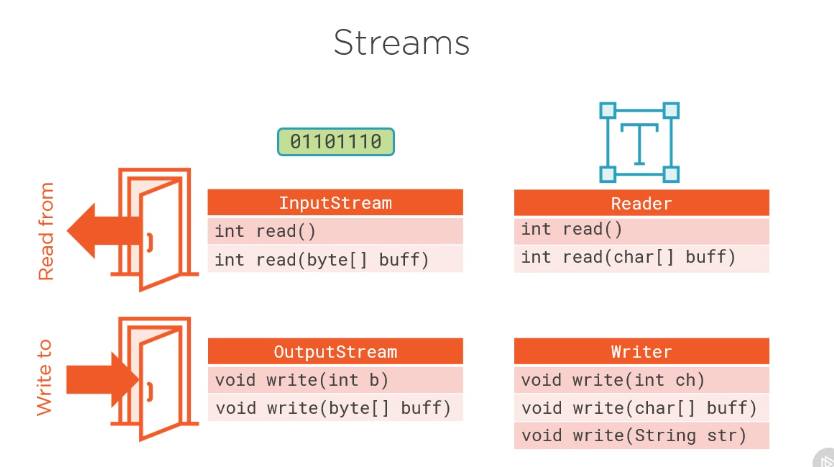 Streams
01101110
T
Read from
InputStream
int read()
int read(byte[] buff)
Reader
int read()
int read(char[] buff)
Write to
OutputStream
void write(int b)
void write(byte[] buff)
Writer
void write(int ch)
void write(char[] buff)
void write(String str)